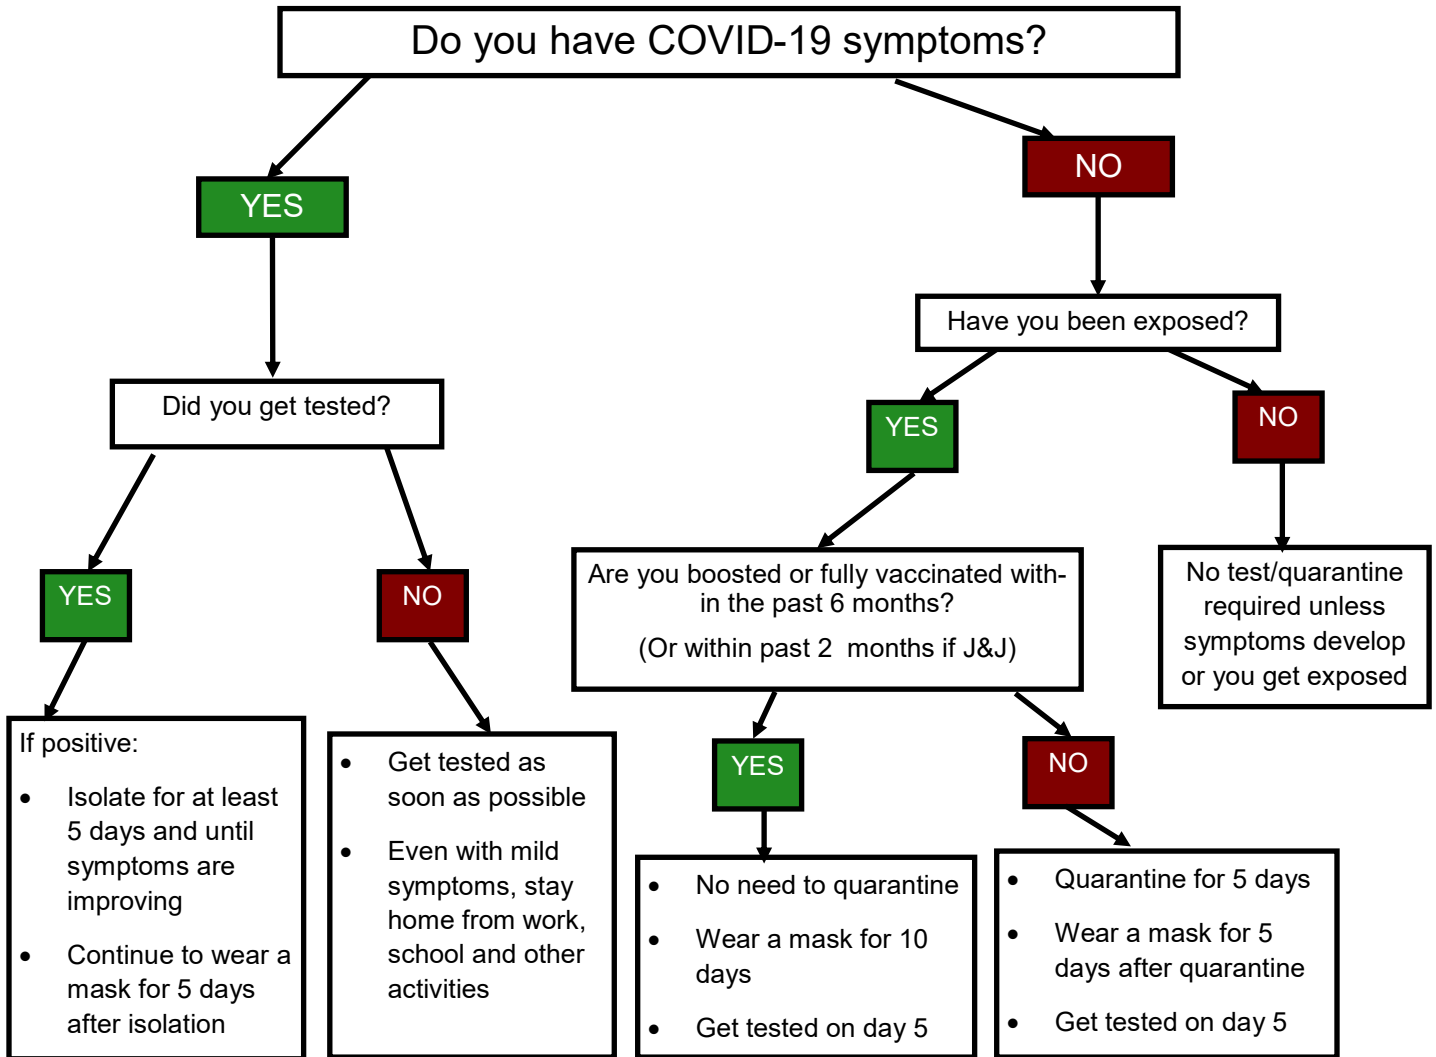 Do you have COVID-19 symptoms?
YES
NO
Have you been exposed?
Did you get tested?
YES
NO
YES
NO
Are you boosted or fully vaccinated with-
in the past 6 months?
(Or within past 2  months if J&J)
No test/quarantine
required unless
symptoms develop
or you get exposed
YES
NO
If positive:
• Isolate for at least
5 days and until
symptoms are
improving
• Continue to wear a
mask for 5 days
after isolation
• Get tested as
soon as possible
• Even with mild
symptoms, stay
home from work,
school and other
activities
• No need to quarantine
• Wear a mask for 10
days
• Get tested on day 5
• Quarantine for 5 days
• Wear a mask for 5
days after quarantine
• Get tested on day 5